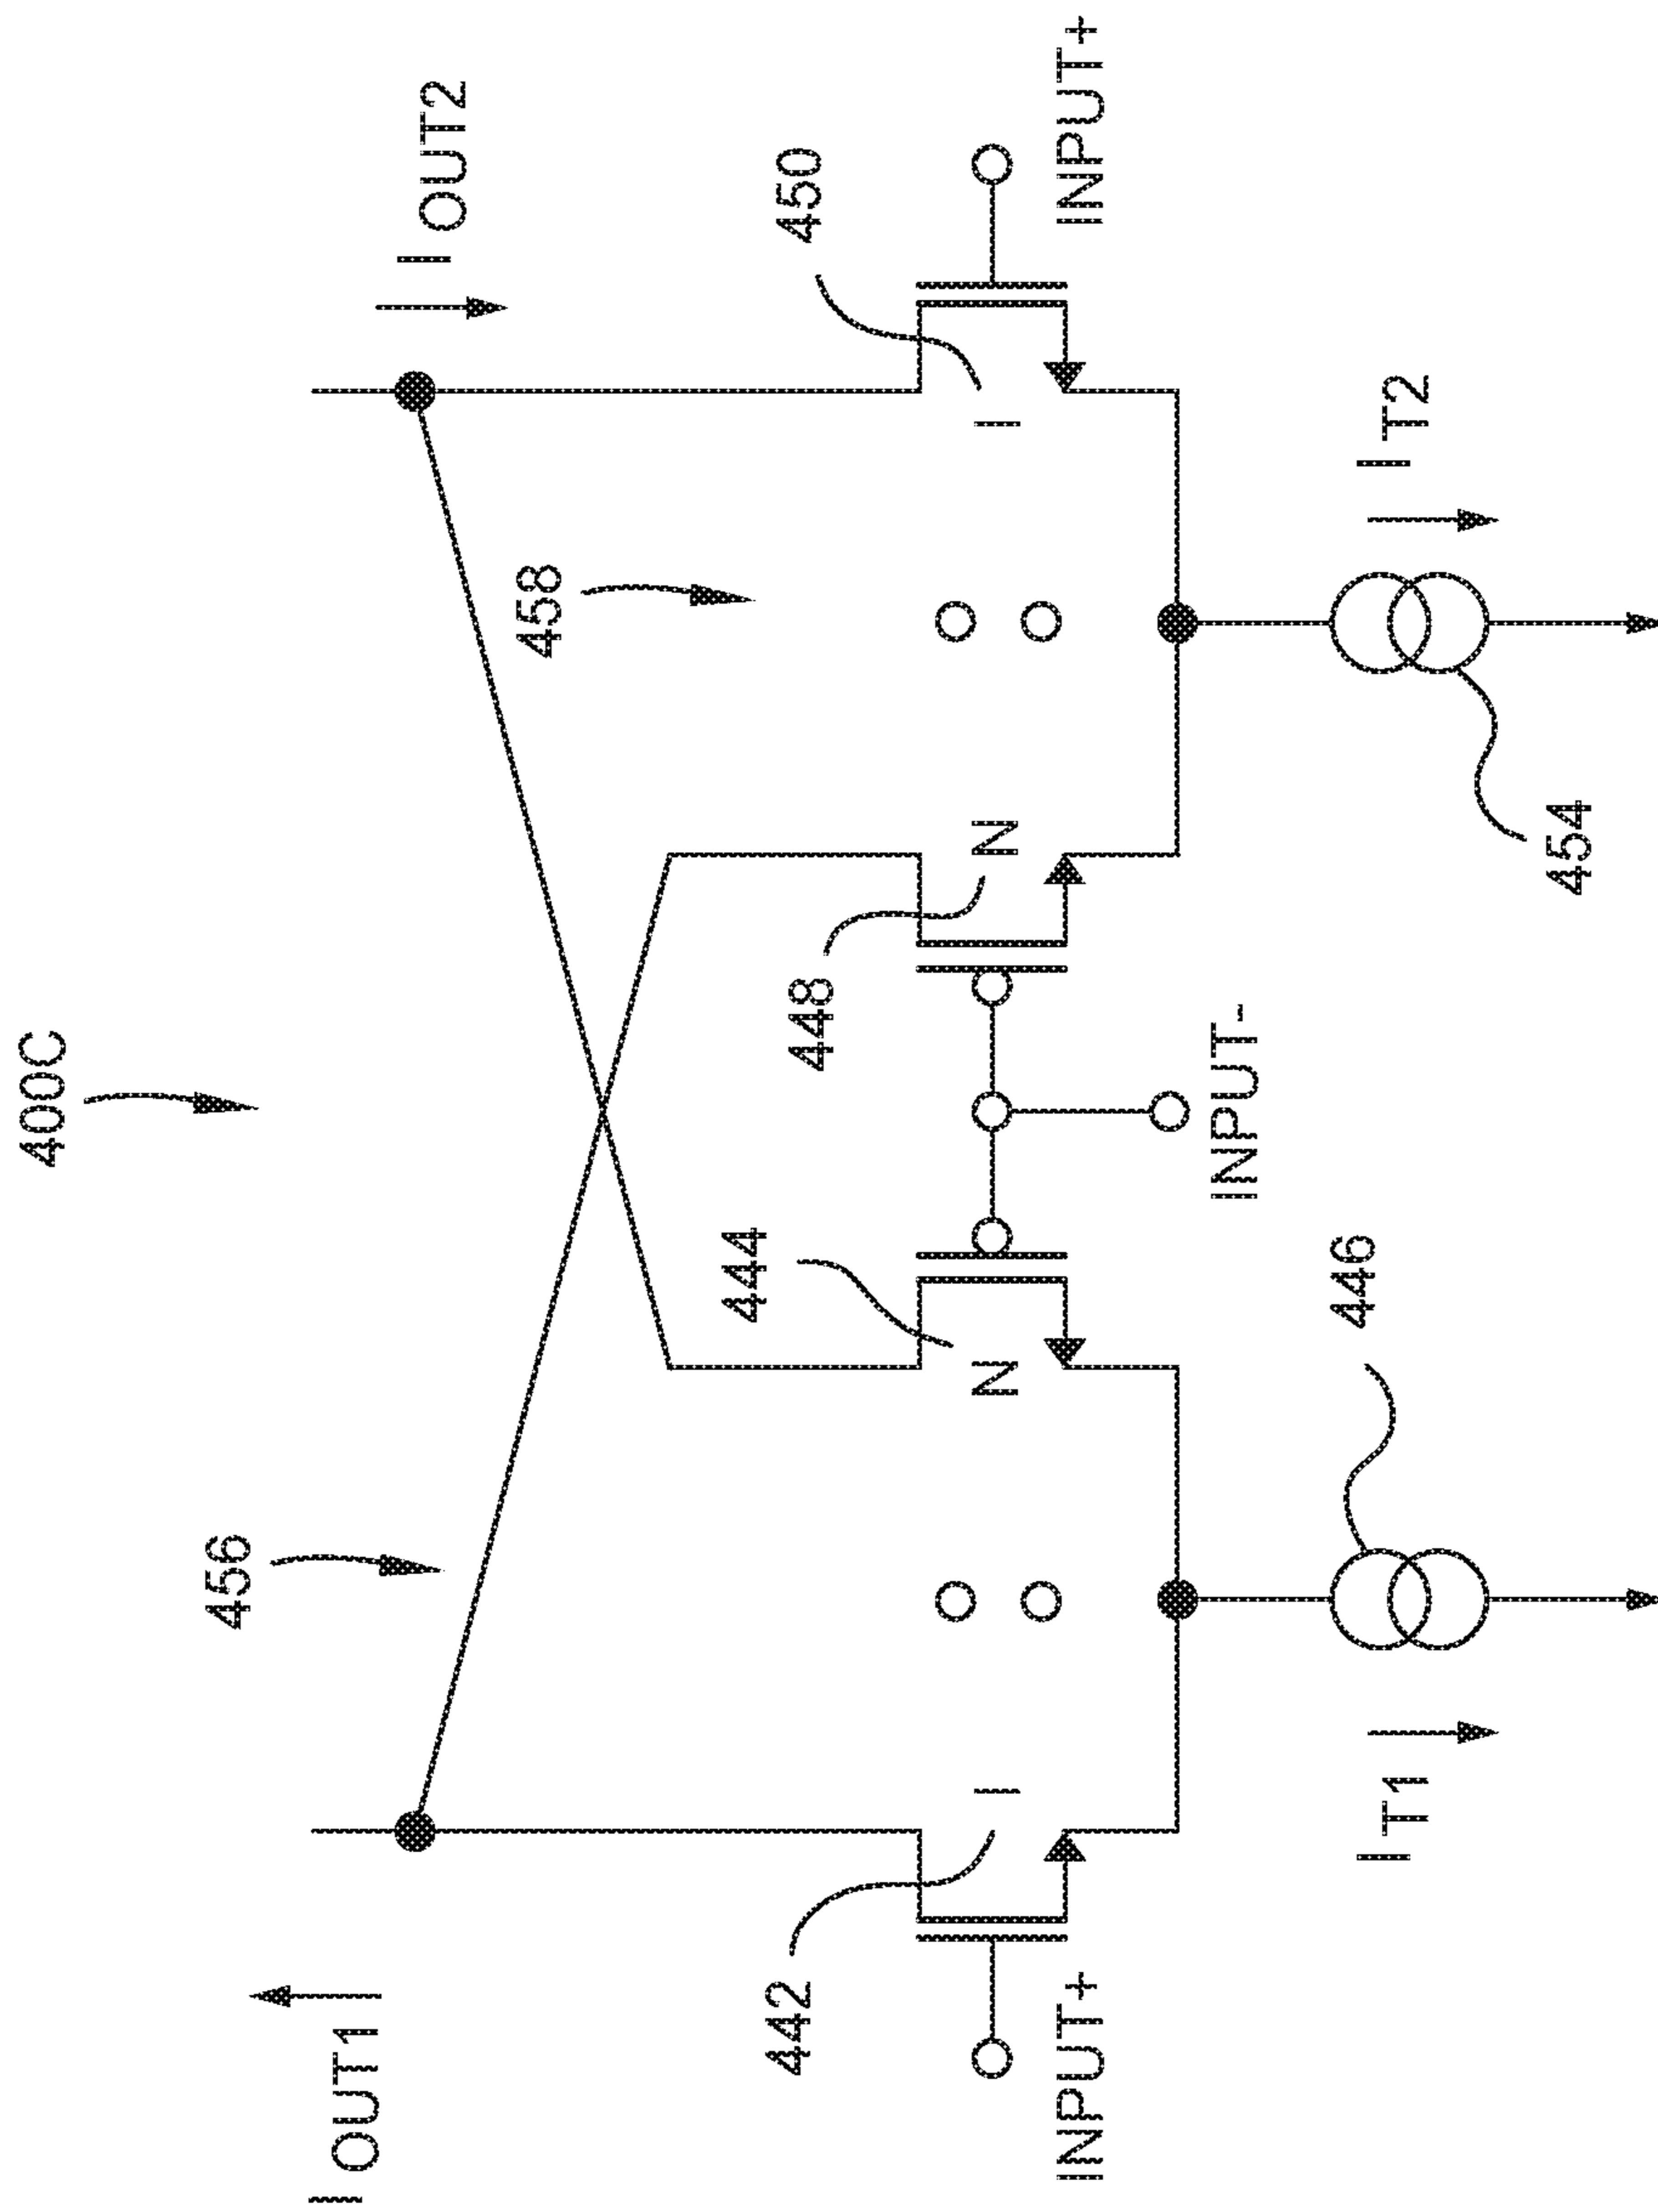 400C
I OUT1
456
458
I OUT2
442
444
448
450
I
N
N
I
INPUT+
INPUT-
INPUT+
I T1
446
454
I T2